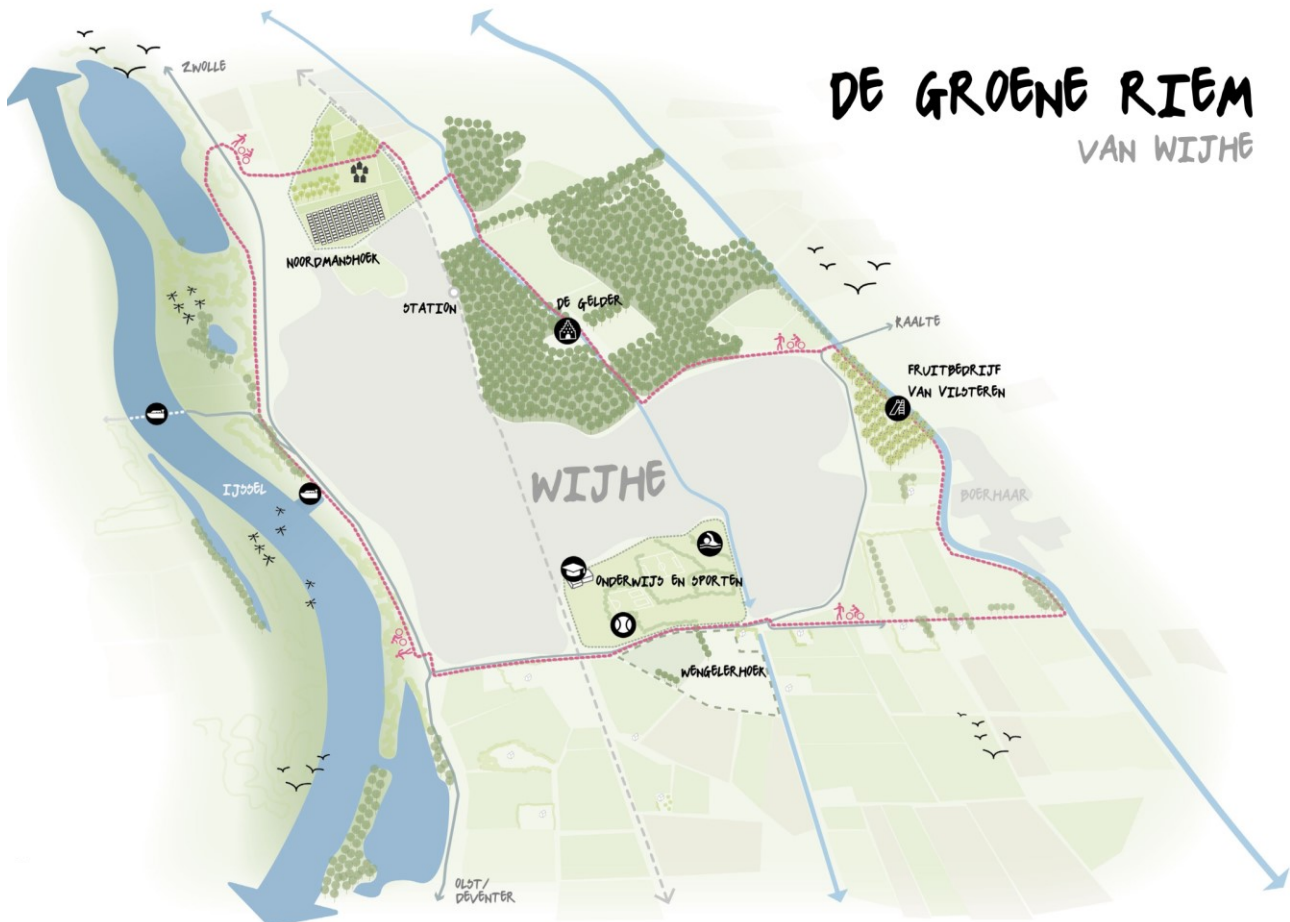 DE GROENE RIEM
VAN WIJHE
ZWOLLE
NOORDMANSHOEK
STATION
DE GELDER
RAALTE
FRUITBEDRIJF
VAN VILSTEREN
WIJHE
IJSSEL
BOERHAAR
ONDERWIJS EN SPORTEN
WENGELERHOEK
OLST/
DEVENTER